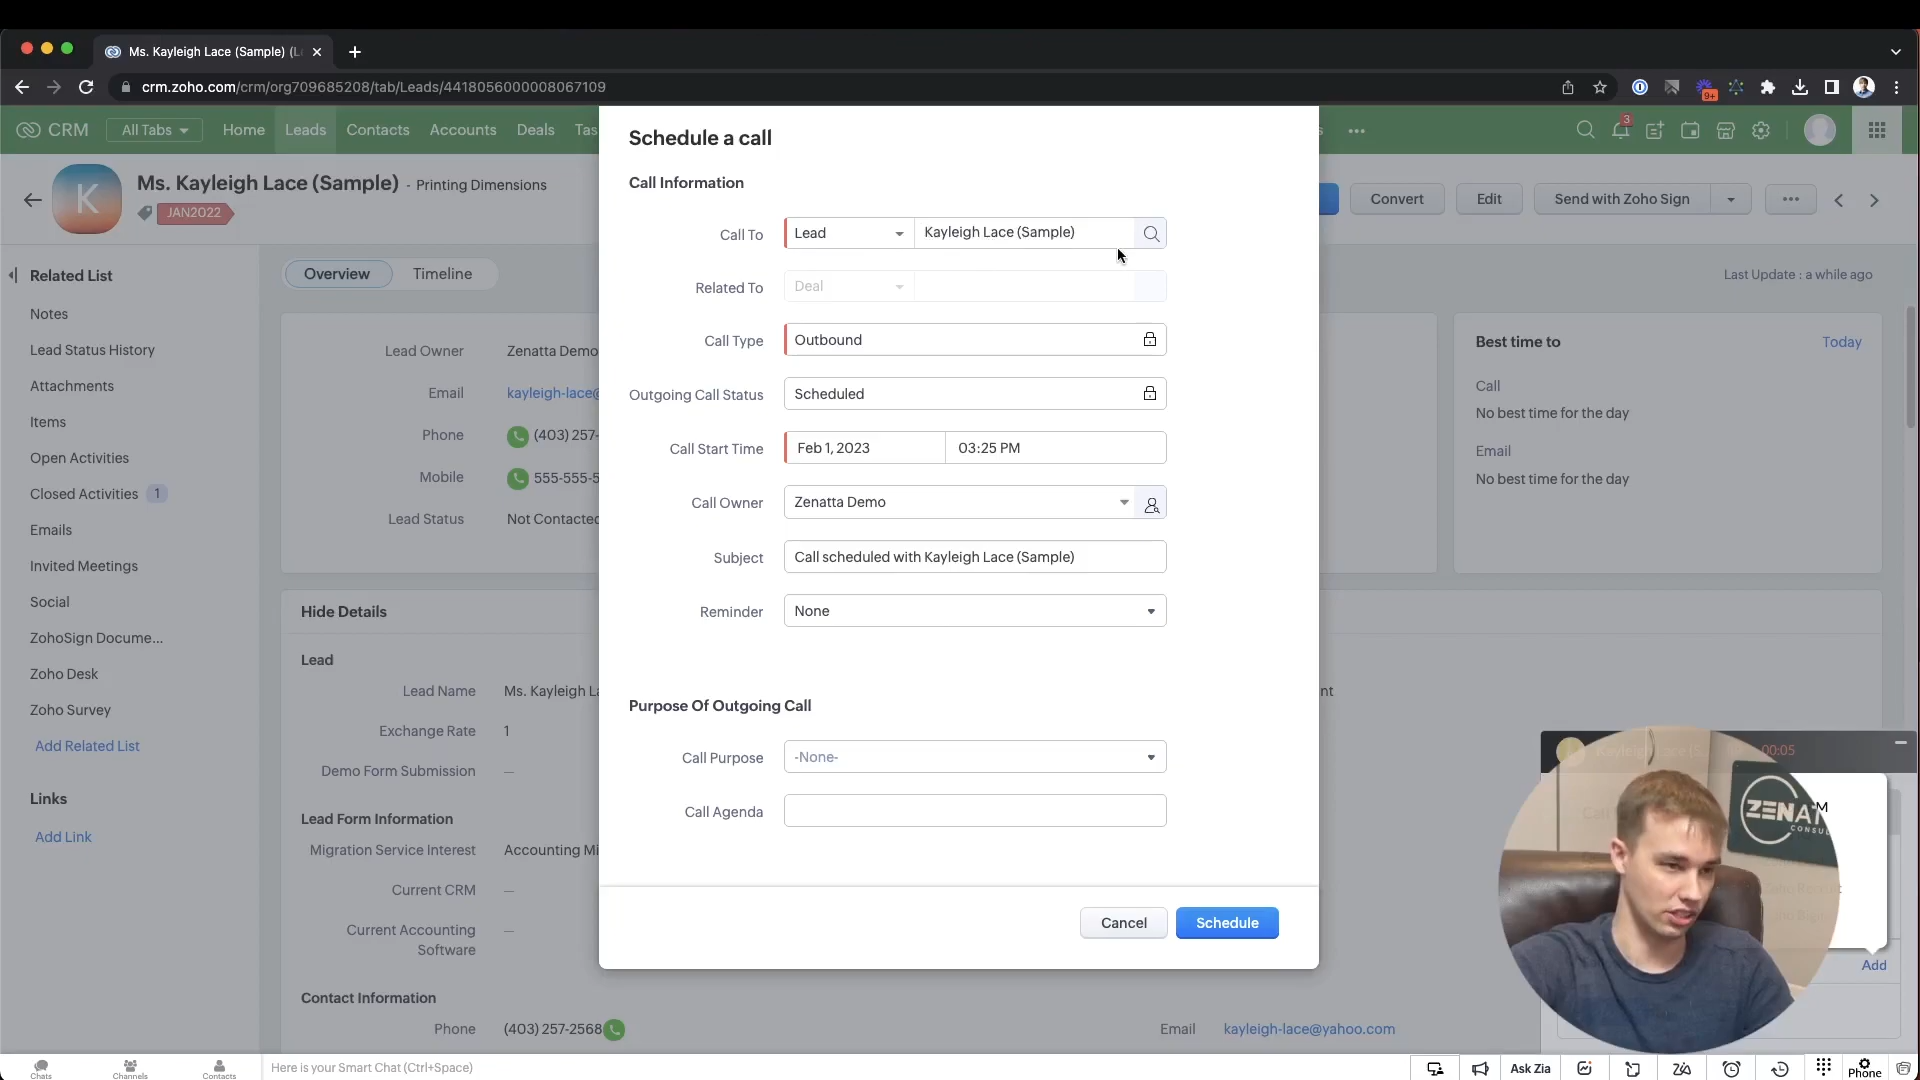 Ms. Kayleigh Lace (Sample) (L
crm.zoho.com/crm/org709685208/tab/Leads/4418056000008067109
9+
CRM
All Tabs
Home
Leads
Contacts
Accounts
Deals
Tas
3
Ms. Kayleigh Lace (Sample) - Printing Dimensions
JAN2022
Convert
Edit
Send with Zoho Sign
Related List
Notes
Lead Status History
Attachments
Items
Open Activities
Closed Activities 1
Emails
Invited Meetings
Social
ZohoSign Docume...
Zoho Desk
Zoho Survey
Add Related List
Links
Add Link
Overview
Timeline
Last Update : a while ago
Lead Owner Zenatta Demo
Email kayleigh-lace@
Phone (403) 257-
Mobile 555-555-5
Lead Status Not Contacted
Best time to
Today
Call
No best time for the day
Email
No best time for the day
Hide Details
Lead
Lead Name Ms. Kayleigh La
nt
Exchange Rate 1
Demo Form Submission —
Lead Form Information
Migration Service Interest Accounting Mi
Current CRM —
Current Accounting Software —
Contact Information
Phone (403) 257-2568
Email kayleigh-lace@yahoo.com
Schedule a call
Call Information
Call To Lead Kayleigh Lace (Sample)
Related To Deal
Call Type Outbound
Outgoing Call Status Scheduled
Call Start Time Feb 1, 2023 03:25 PM
Call Owner Zenatta Demo
Subject Call scheduled with Kayleigh Lace (Sample)
Reminder None
Purpose Of Outgoing Call
Call Purpose -None-
Call Agenda
Cancel
Schedule
00:05
ZENAT
CONSU
Add
Chats
Channels
Contacts
Here is your Smart Chat (Ctrl+Space)
Ask Zia
Phone